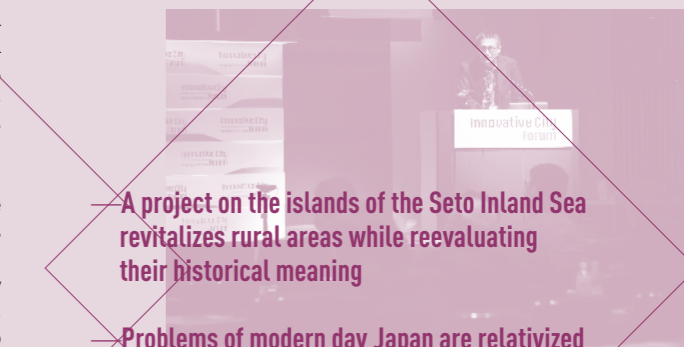 Innovative City
Forum
—A project on the islands of the Seto Inland Sea
revitalizes rural areas while reevaluating
their historical meaning
—Problems of modern day Japan are relativized